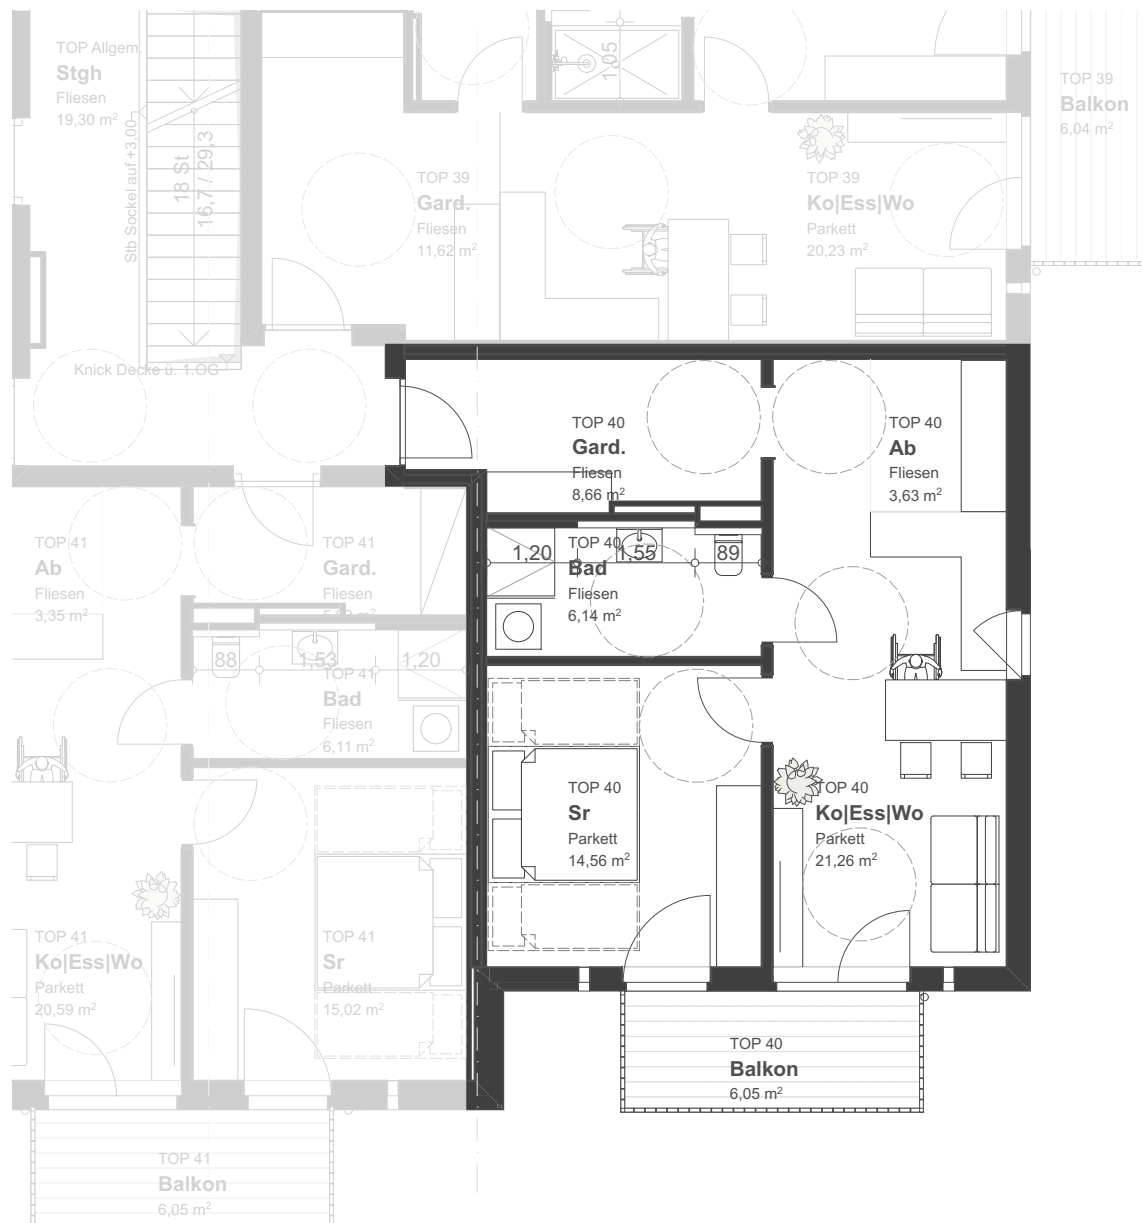 TOP Allgem.
Stgh
Fliesen
19,30 m²
Stb Sockel auf +3,00
18 St
16,7 / 29,3
Knick Decke ü. 1.OG
1,05
TOP 39
Balkon
6,04 m²
TOP 39
Gard.
Fliesen
11,62 m²
TOP 39
Ko|Ess|Wo
Parkett
20,23 m²
TOP 40
Gard.
Fliesen
8,66 m²
TOP 40
Ab
Fliesen
3,63 m²
TOP 40
Bad
Fliesen
6,14 m²
1,20
1,55
89
TOP 41
Ab
Fliesen
3,35 m²
TOP 41
Gard.
Fliesen
88
1,53
1,20
TOP 41
Bad
Fliesen
6,11 m²
TOP 40
Sr
Parkett
14,56 m²
TOP 40
Ko|Ess|Wo
Parkett
21,26 m²
TOP 41
Ko|Ess|Wo
Parkett
20,59 m²
TOP 41
Sr
Parkett
15,02 m²
TOP 40
Balkon
6,05 m²
TOP 41
Balkon
6,05 m²